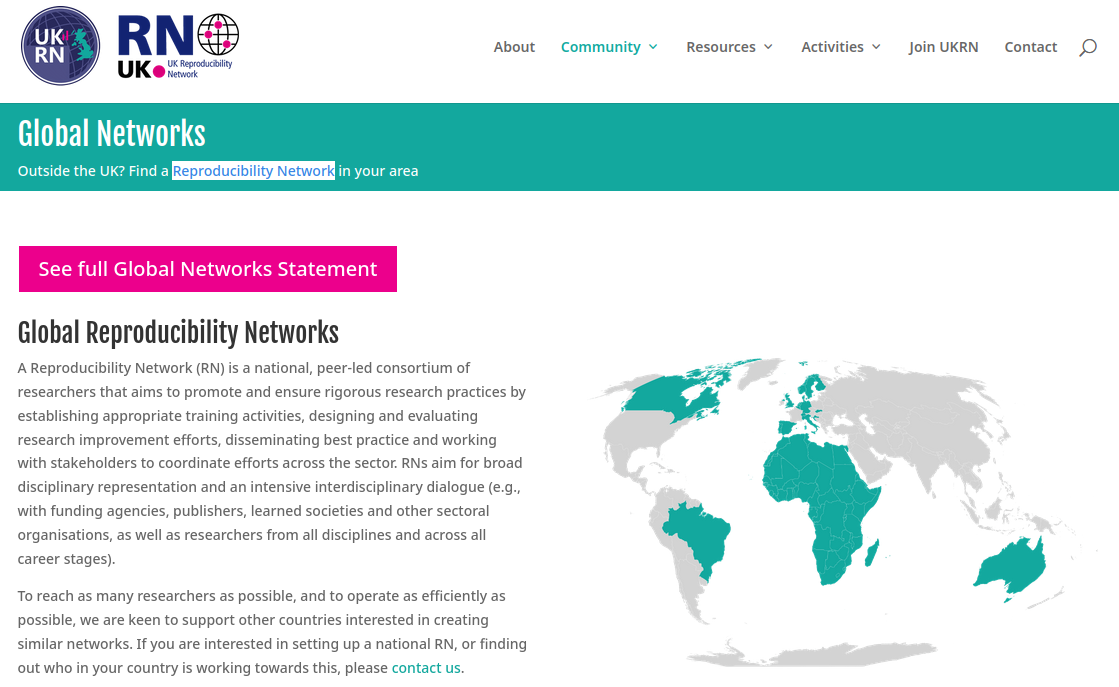 UK
RN
RN
UK
UK Reproducibility
Network
About
Community
Resources
Activities
Join UKRN
Contact
Global Networks
Outside the UK? Find a Reproducibility Network in your area
See full Global Networks Statement
Global Reproducibility Networks
A Reproducibility Network (RN) is a national, peer-led consortium of
researchers that aims to promote and ensure rigorous research practices by
establishing appropriate training activities, designing and evaluating
research improvement efforts, disseminating best practice and working
with stakeholders to coordinate efforts across the sector. RNs aim for broad
disciplinary representation and an intensive interdisciplinary dialogue (e.g.,
with funding agencies, publishers, learned societies and other sectoral
organisations, as well as researchers from all disciplines and across all
career stages).
To reach as many researchers as possible, and to operate as efficiently as
possible, we are keen to support other countries interested in creating
similar networks. If you are interested in setting up a national RN, or finding
out who in your country is working towards this, please contact us.